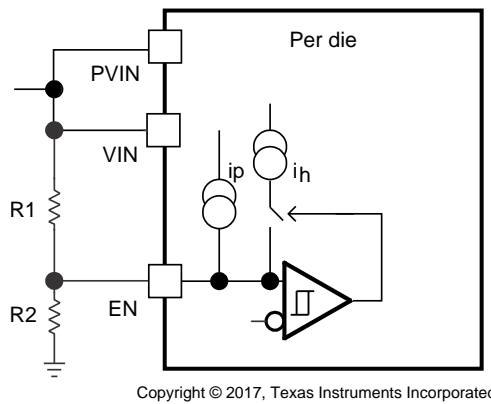 Per die
PVIN
VIN
ip
ih
R1
EN
R2
Copyright © 2017, Texas Instruments Incorporated